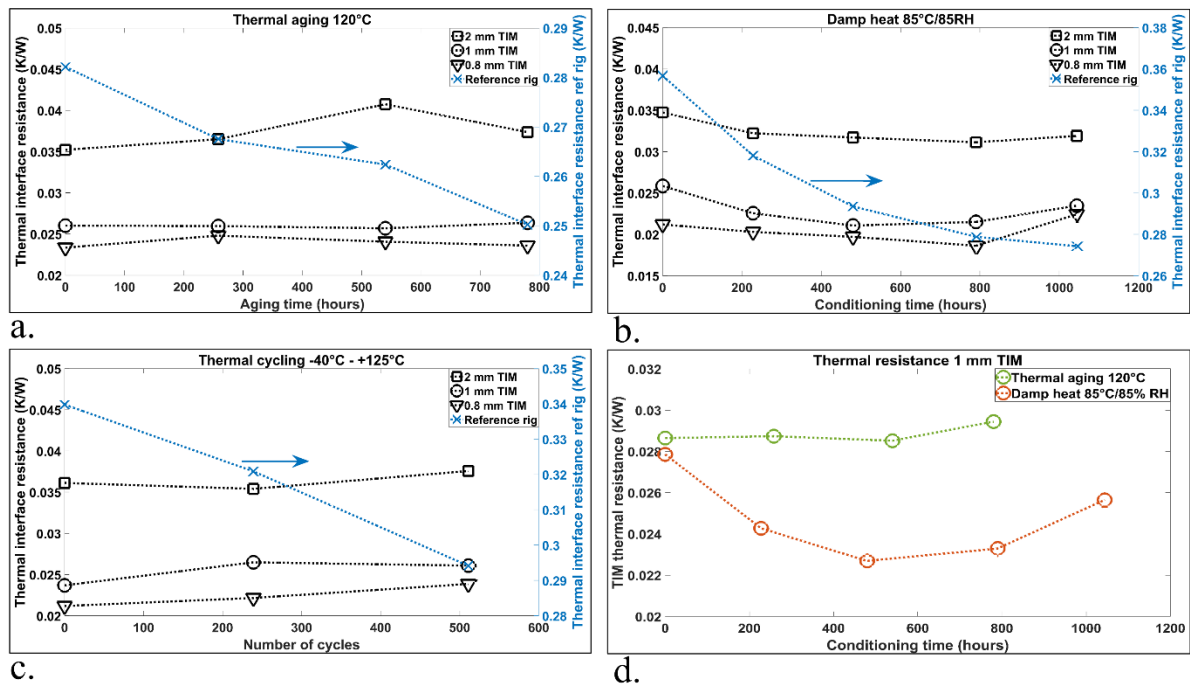 Thermal aging 120°C
Thermal interface resistance (K/W)
0.05
0.045
0.04
0.035
0.03
0.025
0.02
2 mm TIM
1 mm TIM
0.8 mm TIM
Reference rig
0.29
0.28
0.27
0.26
0.25
0.24
Thermal interface resistance ref rig (K/W)
0 100 200 300 400 500 600 700 800
Aging time (hours)
a.
Damp heat 85°C/85RH
Thermal interface resistance (K/W)
0.045
0.04
0.035
0.03
0.025
0.02
0.015
2 mm TIM
1 mm TIM
0.8 mm TIM
Reference rig
0.38
0.36
0.34
0.32
0.3
0.28
0.26
Thermal interface resistance ref rig (K/W)
0 200 400 600 800 1000 1200
Conditioning time (hours)
b.
Thermal cycling -40°C - +125°C
Thermal interface resistance (K/W)
0.05
0.045
0.04
0.035
0.03
0.025
0.02
2 mm TIM
1 mm TIM
0.8 mm TIM
Reference rig
0.35
0.34
0.33
0.32
0.31
0.3
0.29
0.28
Thermal interface resistance ref rig (K/W)
0 100 200 300 400 500 600
Number of cycles
c.
Thermal resistance 1 mm TIM
TIM thermal resistance (K/W)
0.032
0.03
0.028
0.026
0.024
0.022
0.02
Thermal aging 120°C
Damp heat 85°C/85% RH
0 200 400 600 800 1000 1200
Conditioning time (hours)
d.